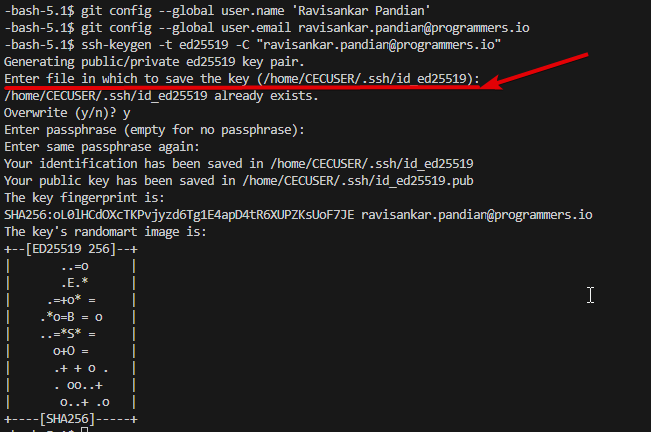 -bash-5.1$ git config --global user.name 'Ravisankar Pandian'
-bash-5.1$ git config --global user.email ravisankar.pandian@programmers.io
-bash-5.1$ ssh-keygen -t ed25519 -C "ravisankar.pandian@programmers.io"
Generating public/private ed25519 key pair.
Enter file in which to save the key (/home/CECUSER/.ssh/id_ed25519):
/home/CECUSER/.ssh/id_ed25519 already exists.
Overwrite (y/n)? y
Enter passphrase (empty for no passphrase):
Enter same passphrase again:
Your identification has been saved in /home/CECUSER/.ssh/id_ed25519
Your public key has been saved in /home/CECUSER/.ssh/id_ed25519.pub
The key fingerprint is:
SHA256:oL0lHCdOXcTKPvjyzd6Tg1E4apD4tR6XUPZKsUoF7JE ravisankar.pandian@programmers.io
The key's randomart image is:
+--[ED25519 256]--+
|       ..=o      |
|       .E.*      |
|     .=+o* =     |
|    .*o=B = o    |
|    ..=*S* =     |
|      o+O =      |
|      .+ + o .   |
|      . oo..+    |
|       o..+ .o   |
+----[SHA256]-----+
-bash-5.1$